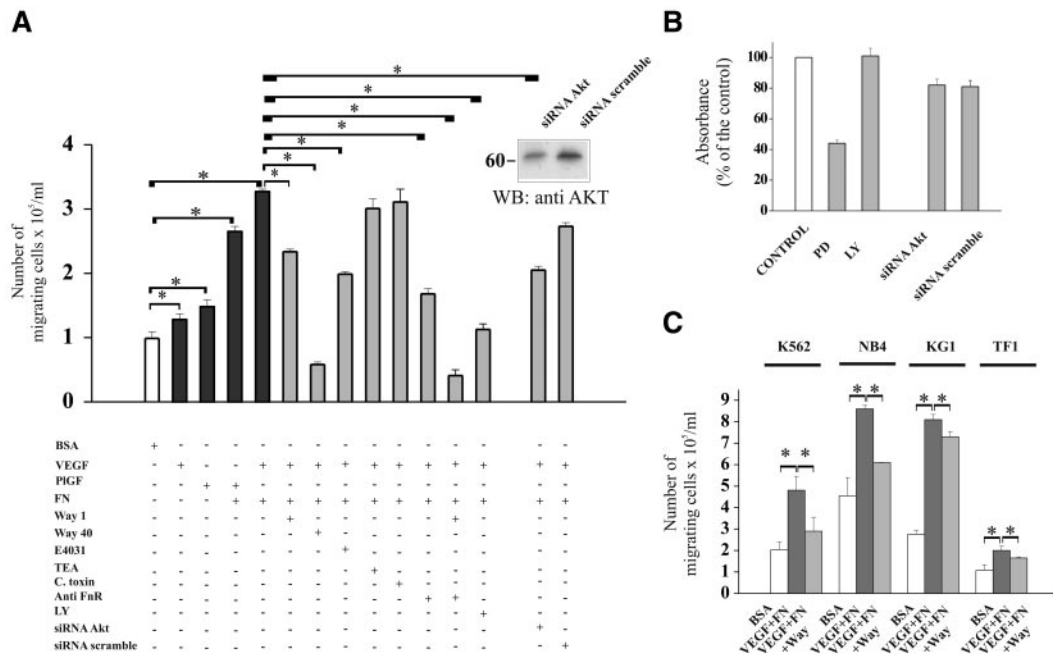 A
*
*
*
*
*
*
*
*
*
*
*
siRNA Akt
siRNA scramble
60-
WB: anti AKT
Number of
migrating cells x 10⁵/ml
4
3
2
1
0
BSA + - - - - - - - - - - - - - -
VEGF - + - - + + + + + + + + + + +
PlGF - - + + - - - - - - - - - - -
FN - - - + + + + + + + + + + + +
Way 1 - - - - - + - - - - - + - - -
Way 40 - - - - - - + - - - - - - - -
E4031 - - - - - - - + - - - - - - -
TEA - - - - - - - - + - - - - - -
C. toxin - - - - - - - - - + - - - - -
Anti FnR - - - - - - - - - - + + - - -
LY - - - - - - - - - - - - + - -
siRNA Akt - - - - - - - - - - - - - + -
siRNA scramble - - - - - - - - - - - - - - +
B
Absorbance
(% of the control)
100
80
60
40
20
0
CONTROL
PD
LY
siRNA Akt
siRNA scramble
C
K562 NB4 KG1 TF1
* * * * * * * *
Number of
migrating cells x 10⁵/ml
9
8
7
6
5
4
3
2
1
0
BSA
VEGF+FN
VEGF+FN
+Way
BSA
VEGF+FN
VEGF+FN
+Way
BSA
VEGF+FN
VEGF+FN
+Way
BSA
VEGF+FN
VEGF+FN
+Way